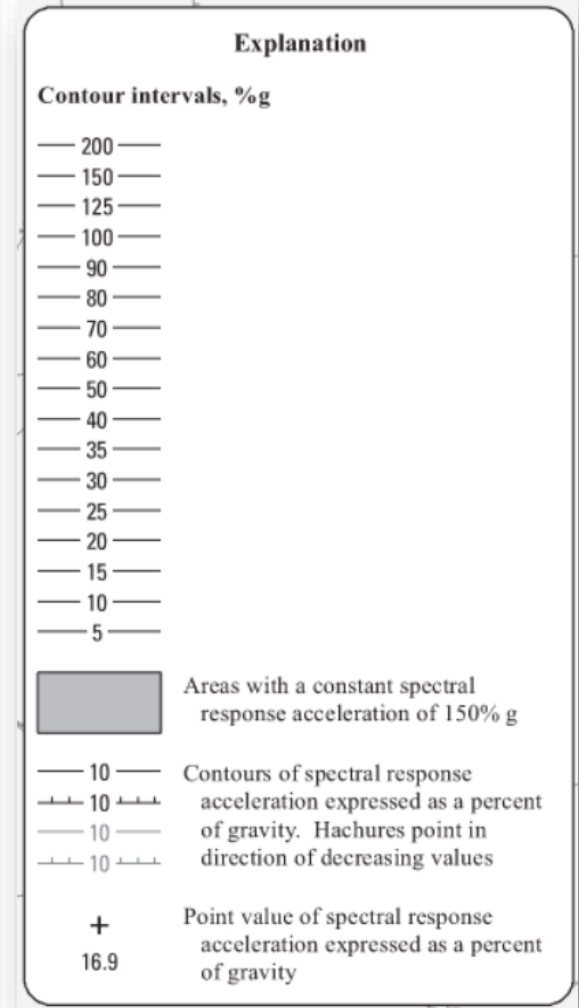 Explanation
Contour intervals, %g
200
150
125
100
90
80
70
60
50
40
35
30
25
20
15
10
5
Areas with a constant spectral
response acceleration of 150% g
10
10
10
10
Contours of spectral response
acceleration expressed as a percent
of gravity. Hachures point in
direction of decreasing values
+
16.9
Point value of spectral response
acceleration expressed as a percent
of gravity